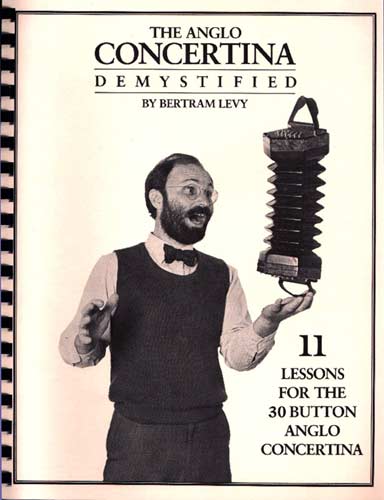 THE ANGLO
CONCERTINA
DEMYSTIFIED
BY BERTRAM LEVY
11
LESSONS
FOR THE
30 BUTTON
ANGLO
CONCERTINA